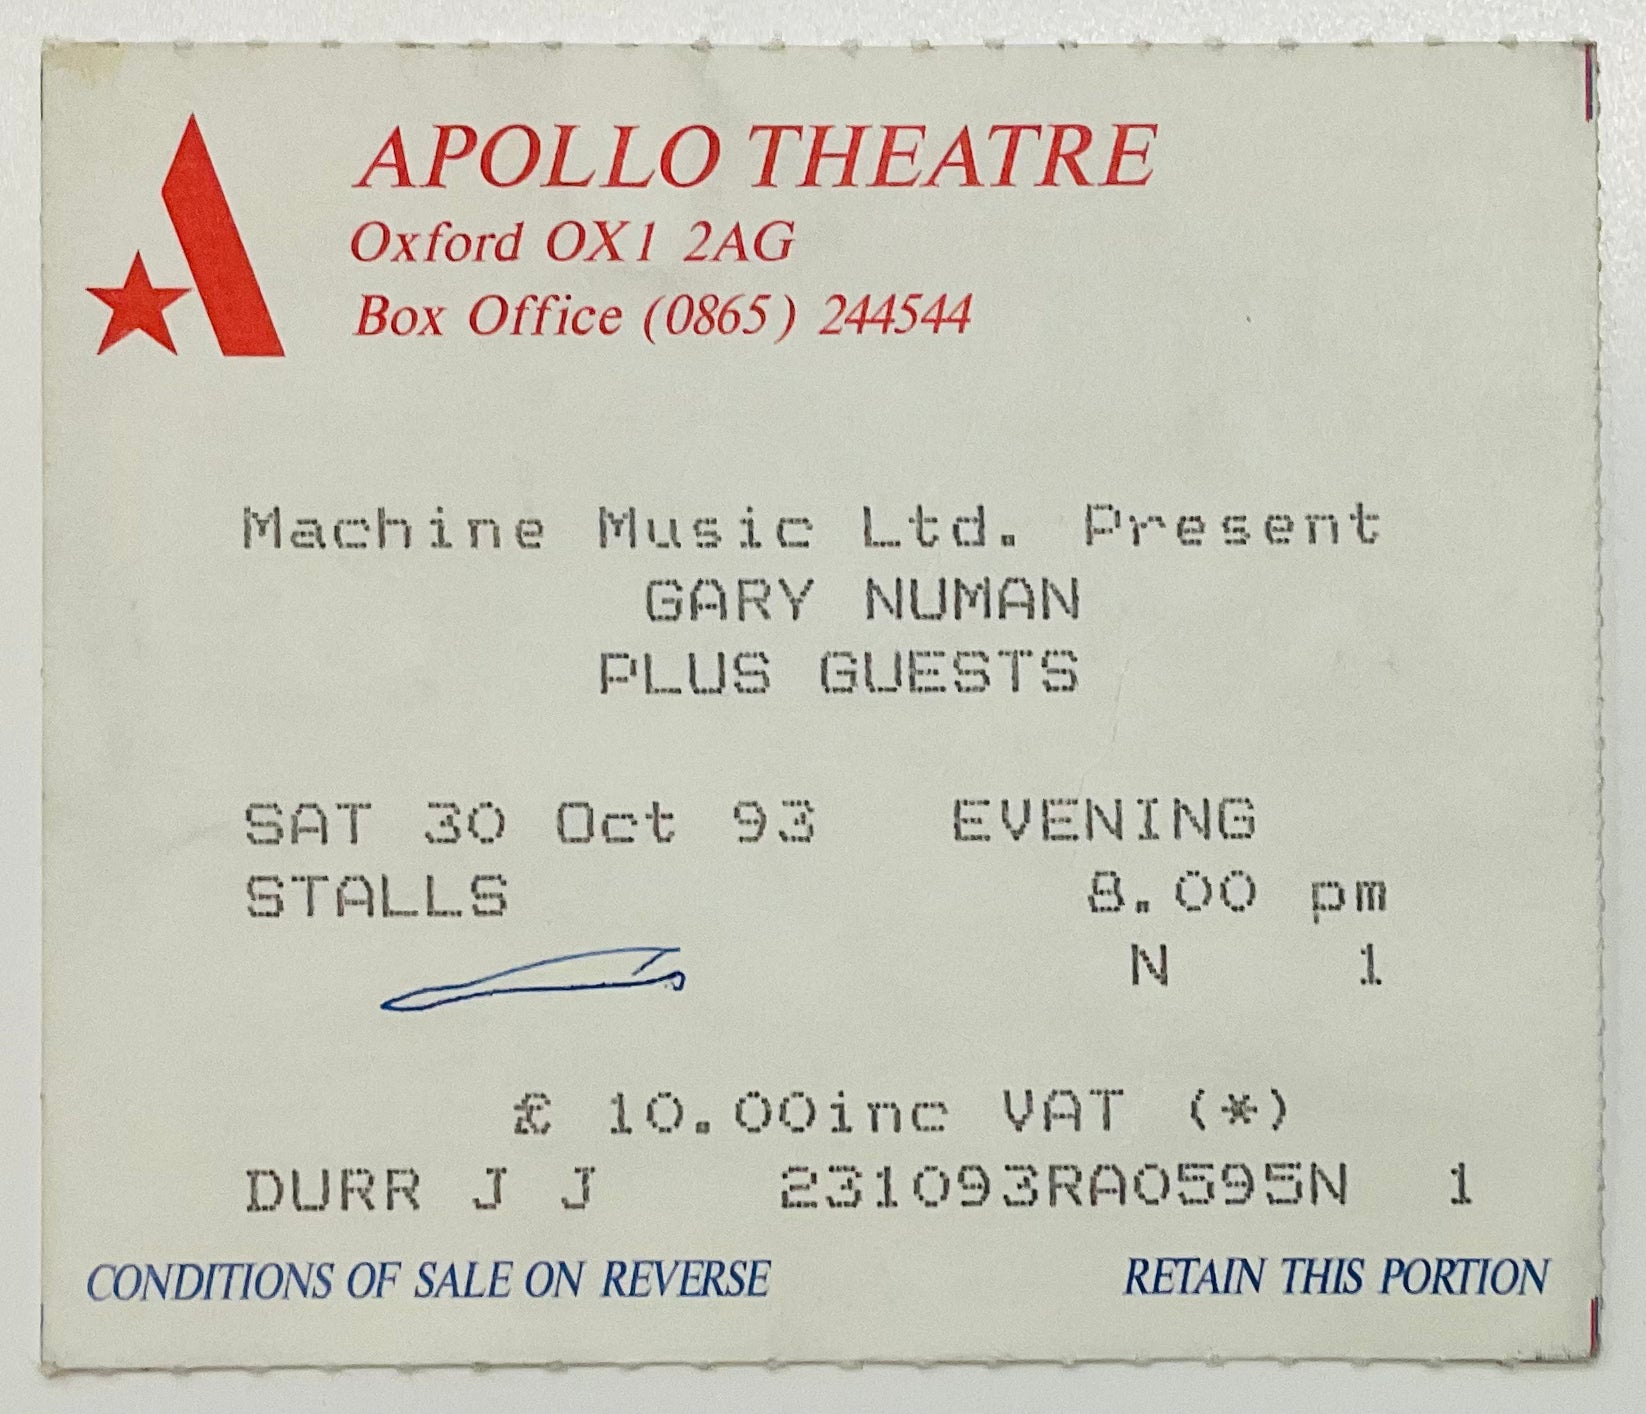 APOLLO THEATRE
Oxford OX1 2AG
Box Office (0865) 244544
Machine Music Ltd. Present
GARY NUMAN
PLUS GUESTS
SAT 30 Oct 93 EVENING
STALLS 8.00 pm
N 1
£ 10.00inc VAT (*)
DURR J J 231093RA0595N 1
CONDITIONS OF SALE ON REVERSE RETAIN THIS PORTION